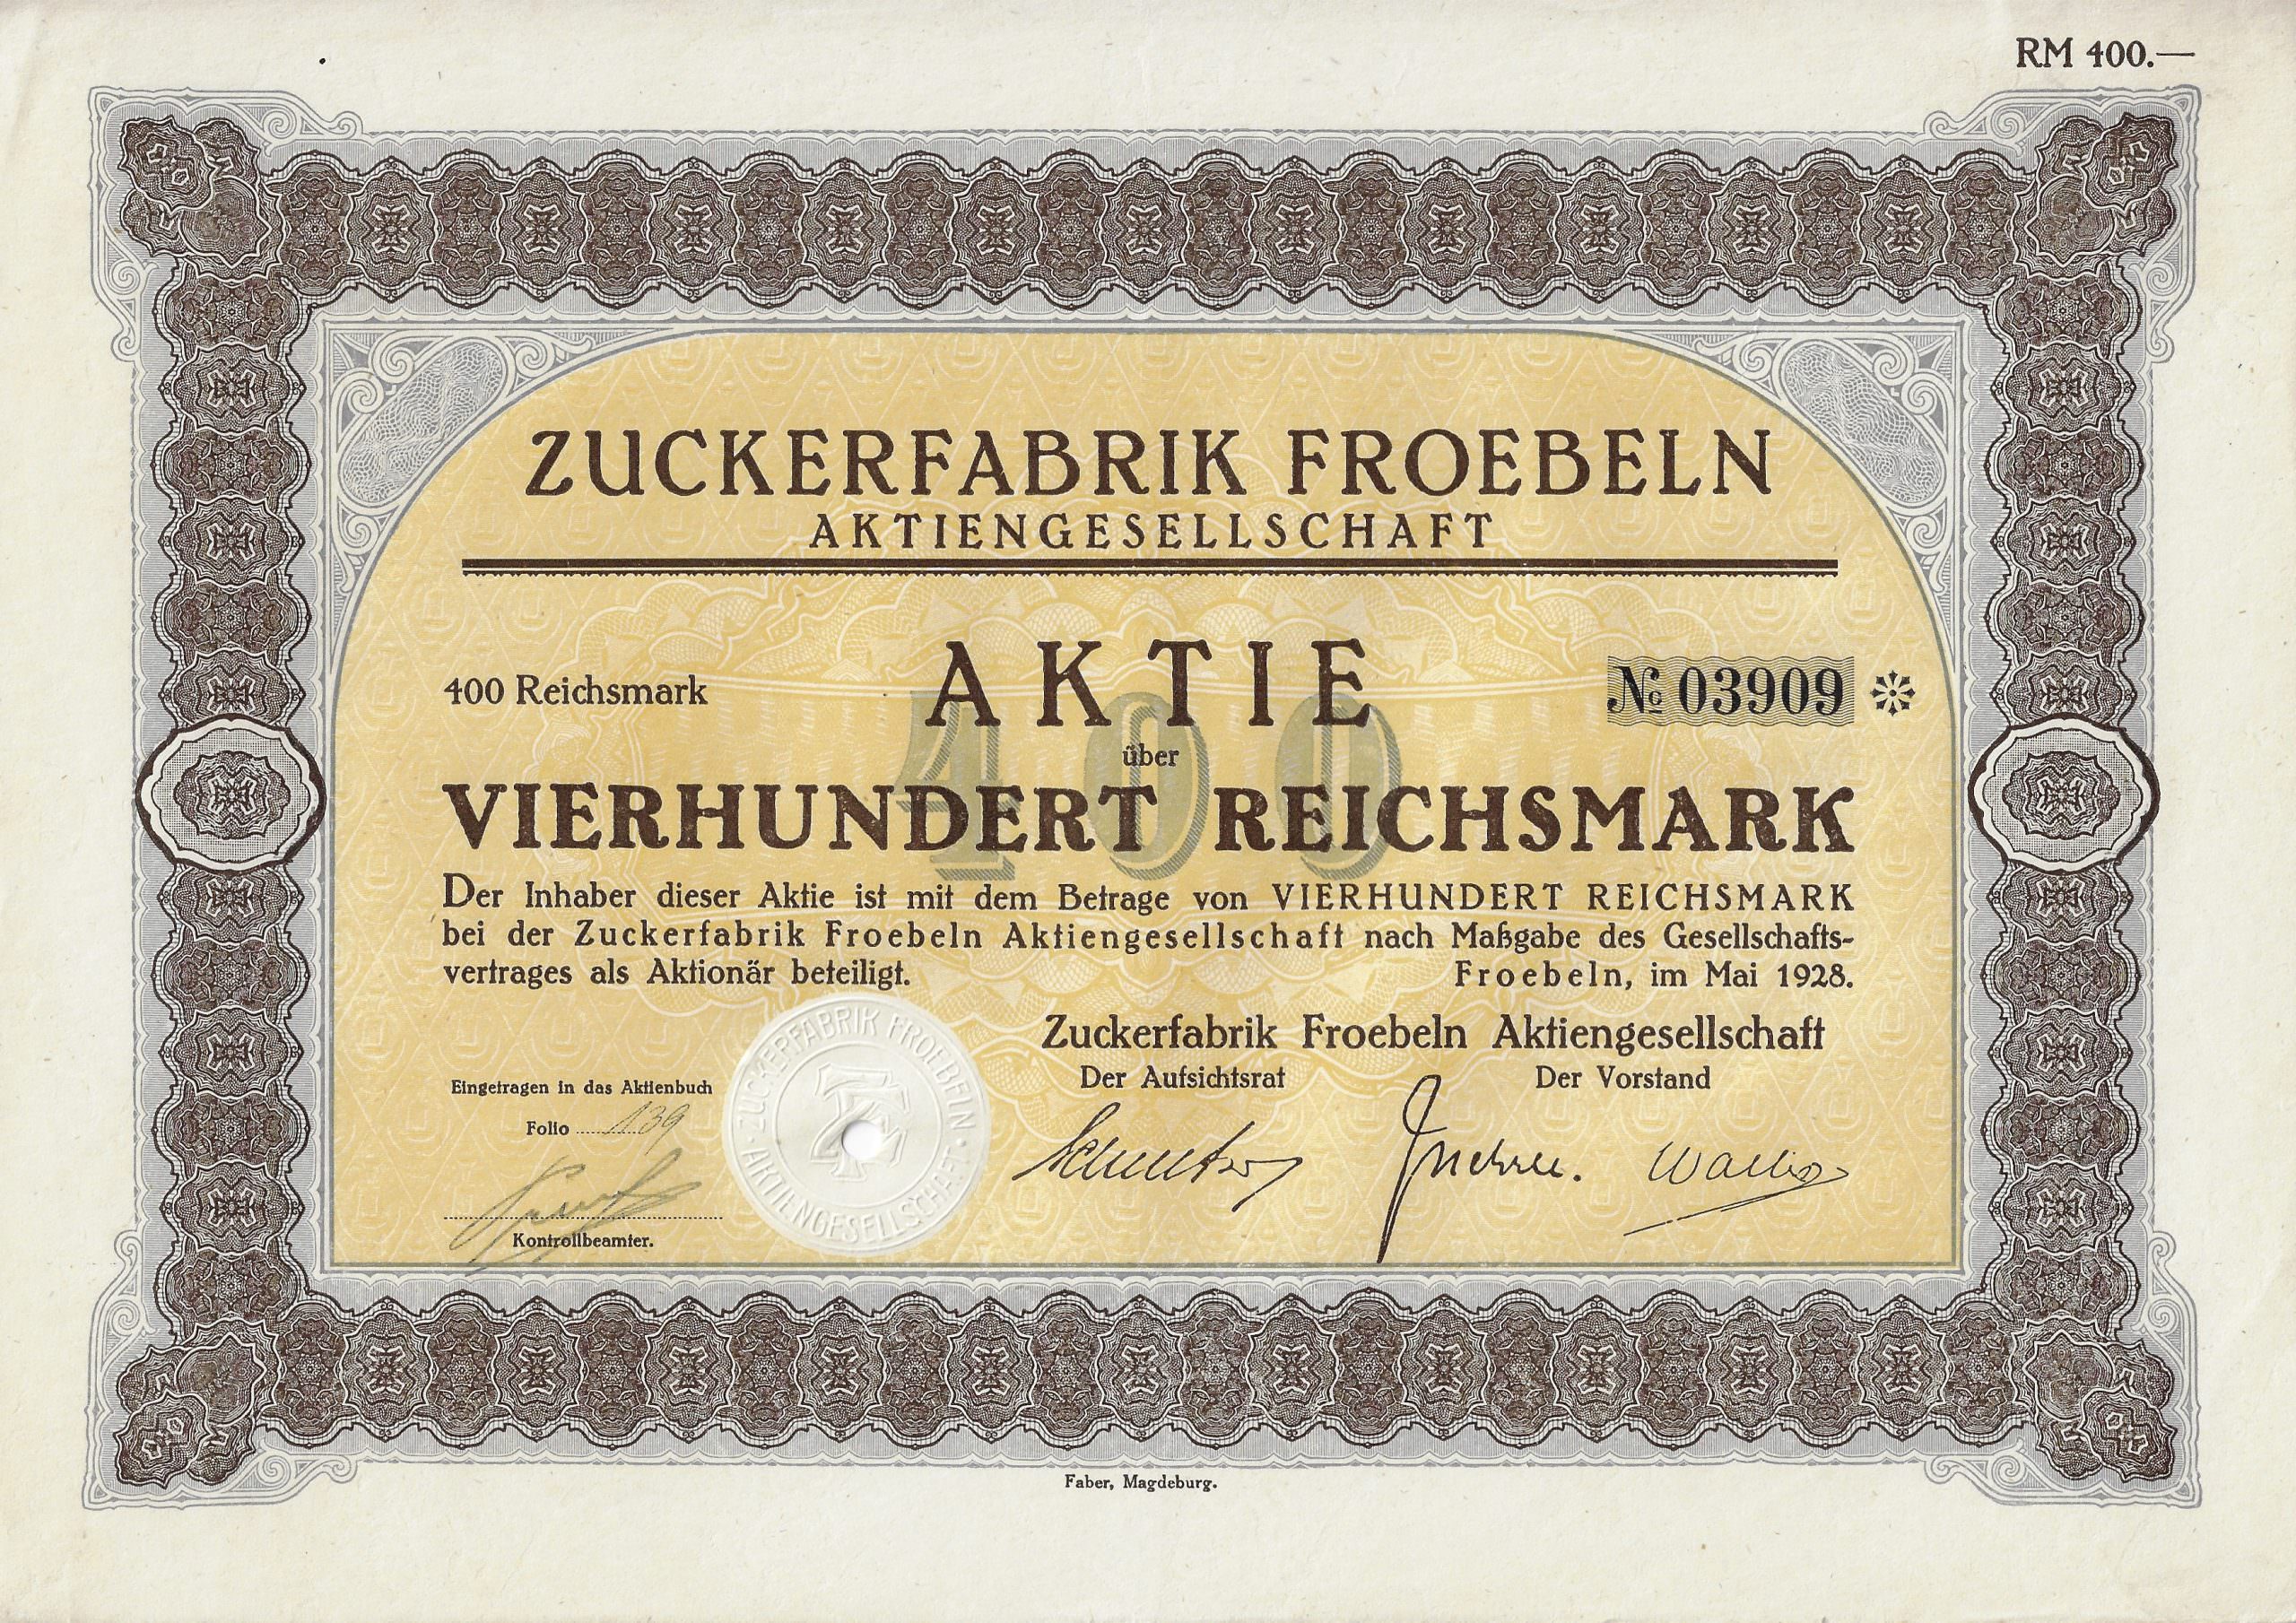 RM 400.—
ZUCKERFABRIK FROEBELN
AKTIENGESELLSCHAFT
400 Reichsmark
AKTIE
№ 03909
über
400
VIERHUNDERT REICHSMARK
Der Inhaber dieser Aktie ist mit dem Betrage von VIERHUNDERT REICHSMARK
bei der Zuckerfabrik Froebeln Aktiengesellschaft nach Maßgabe des Gesellschafts-
vertrages als Aktionär beteiligt.
Froebeln, im Mai 1928.
Zuckerfabrik Froebeln Aktiengesellschaft
Der Aufsichtsrat Der Vorstand
Eingetragen in das Aktienbuch
Folio 139
Kontrollbeamter.
ZUCKERFABRIK FROEBELN
AKTIENGESELLSCHAFT
Faber, Magdeburg.